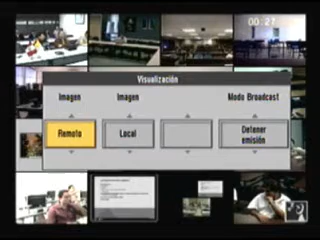 00:27
Visualización
Imagen Imagen Modo Broadcast
Remoto Local Detener
emisión